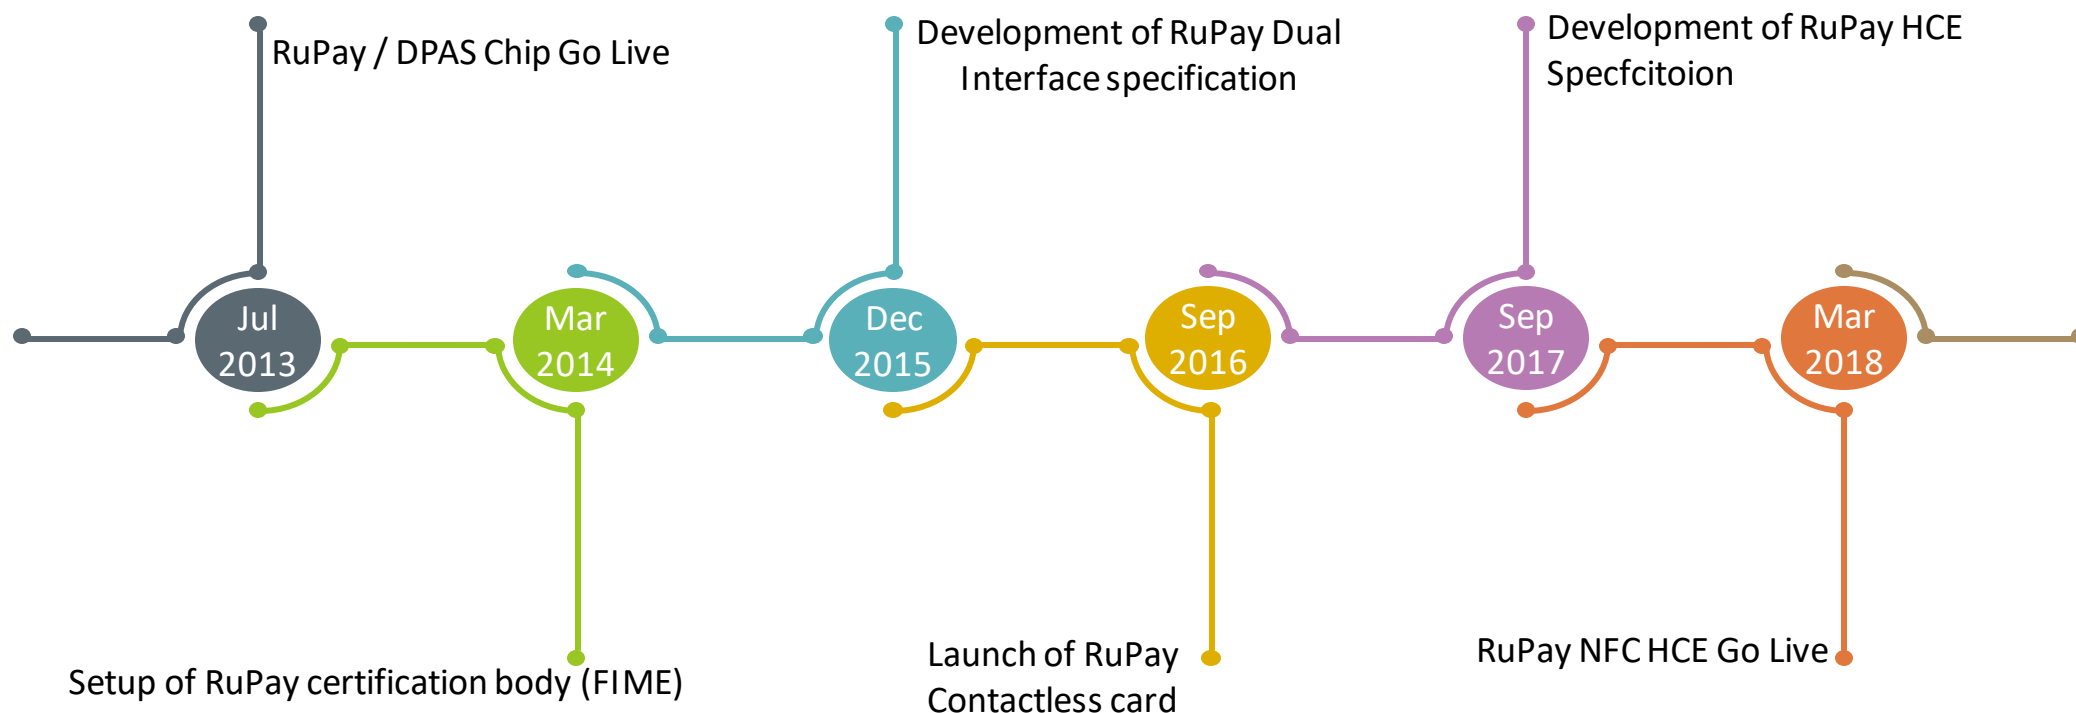 RuPay / DPAS Chip Go Live
Development of RuPay Dual
Interface specification
Development of RuPay HCE
Specfcitoion
Jul
2013
Mar
2014
Dec
2015
Sep
2016
Sep
2017
Mar
2018
Setup of RuPay certification body (FIME)
Launch of RuPay
Contactless card
RuPay NFC HCE Go Live